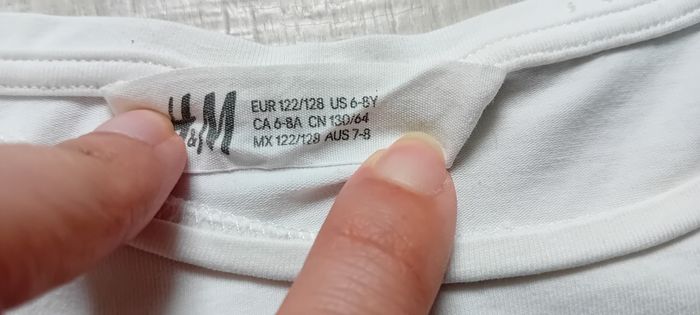 H&M
EUR 122/128 US 6-8Y
CA 6-8A CN 130/64
MX 122/128 AUS 7-8